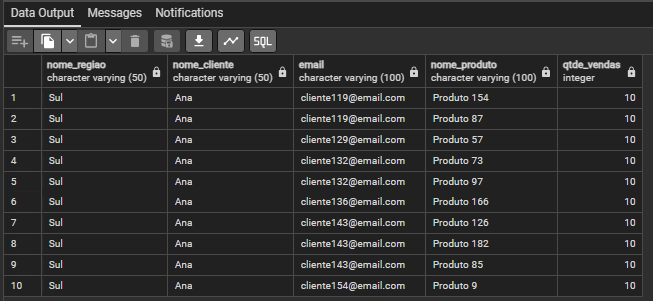 Data Output Messages Notifications
SQL
nome_regiao nome_cliente email nome_produto qtde_vendas
character varying (50) character varying (50) character varying (100) character varying (100) integer
1 Sul Ana cliente119@email.com Produto 154 10
2 Sul Ana cliente119@email.com Produto 87 10
3 Sul Ana cliente129@email.com Produto 57 10
4 Sul Ana cliente132@email.com Produto 73 10
5 Sul Ana cliente132@email.com Produto 97 10
6 Sul Ana cliente136@email.com Produto 166 10
7 Sul Ana cliente143@email.com Produto 126 10
8 Sul Ana cliente143@email.com Produto 182 10
9 Sul Ana cliente143@email.com Produto 85 10
10 Sul Ana cliente154@email.com Produto 9 10